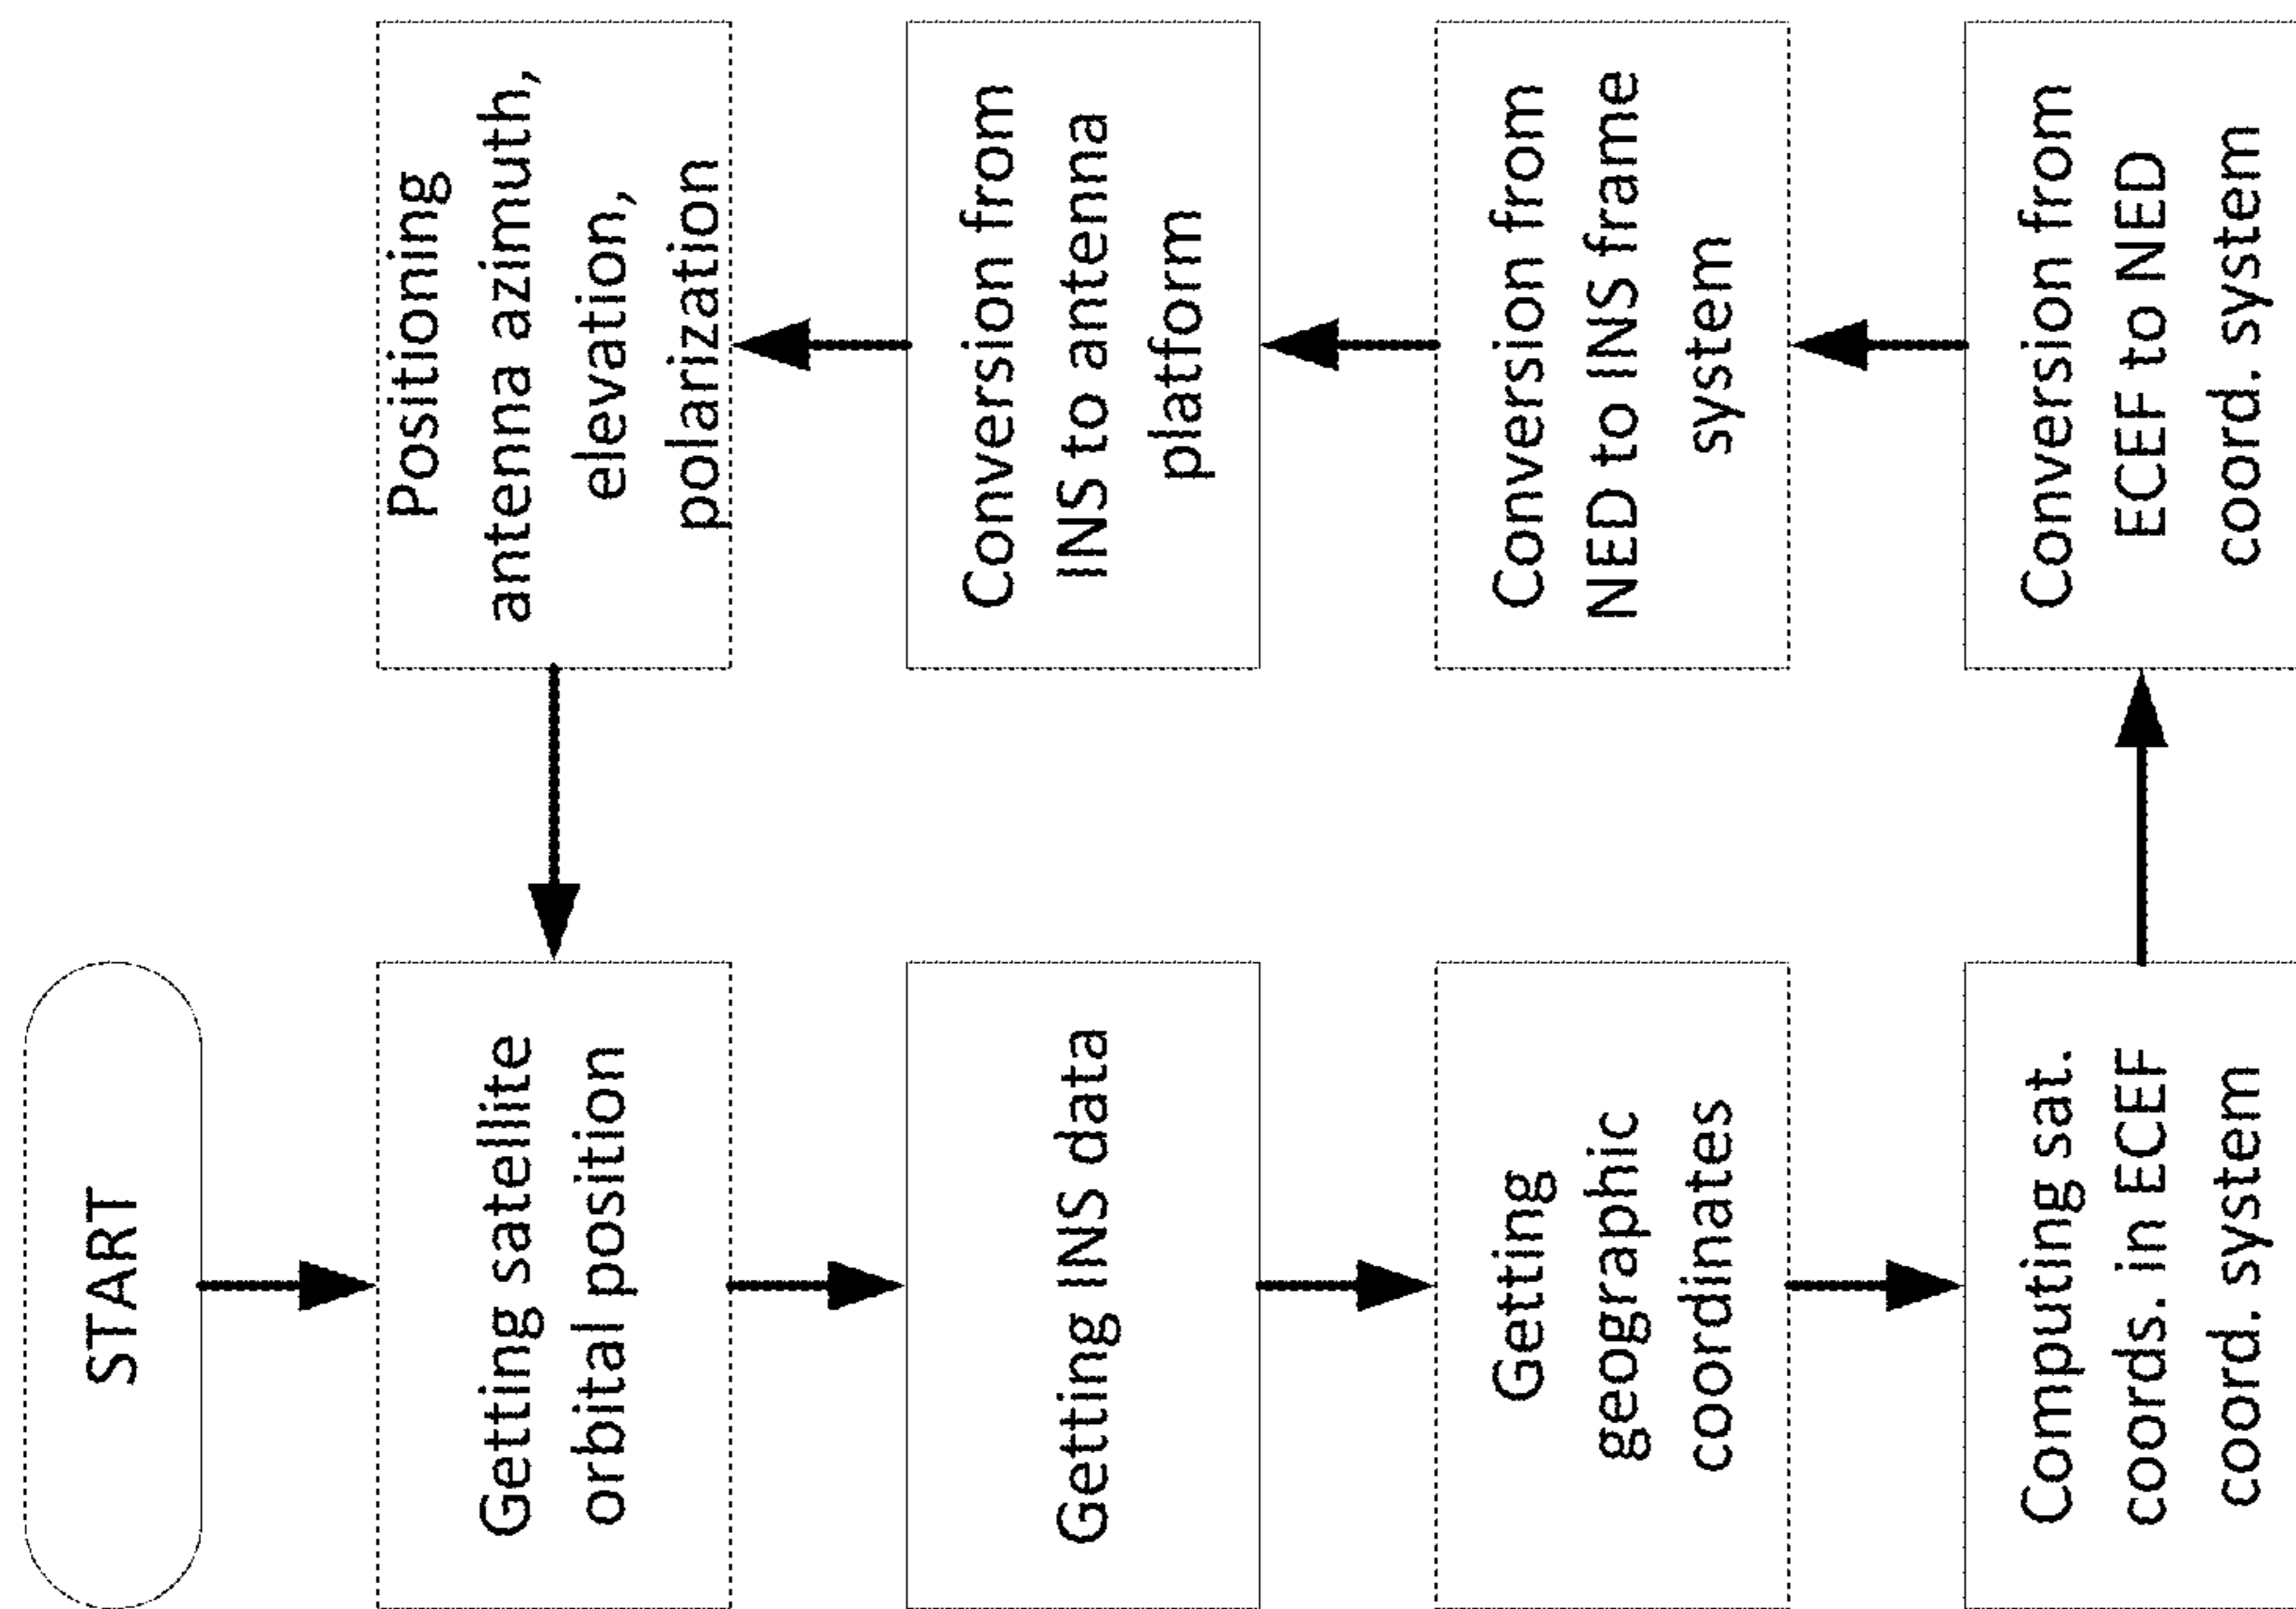 START
Getting satellite
orbital position
Getting INS data
Getting
geographic
coordinates
Computing sat.
coords. in ECEF
coord. system
Conversion from
ECEF to NED
coord. system
Conversion from
NED to INS frame
system
Conversion from
INS to antenna
platform
Positioning
antenna azimuth,
elevation,
polarization